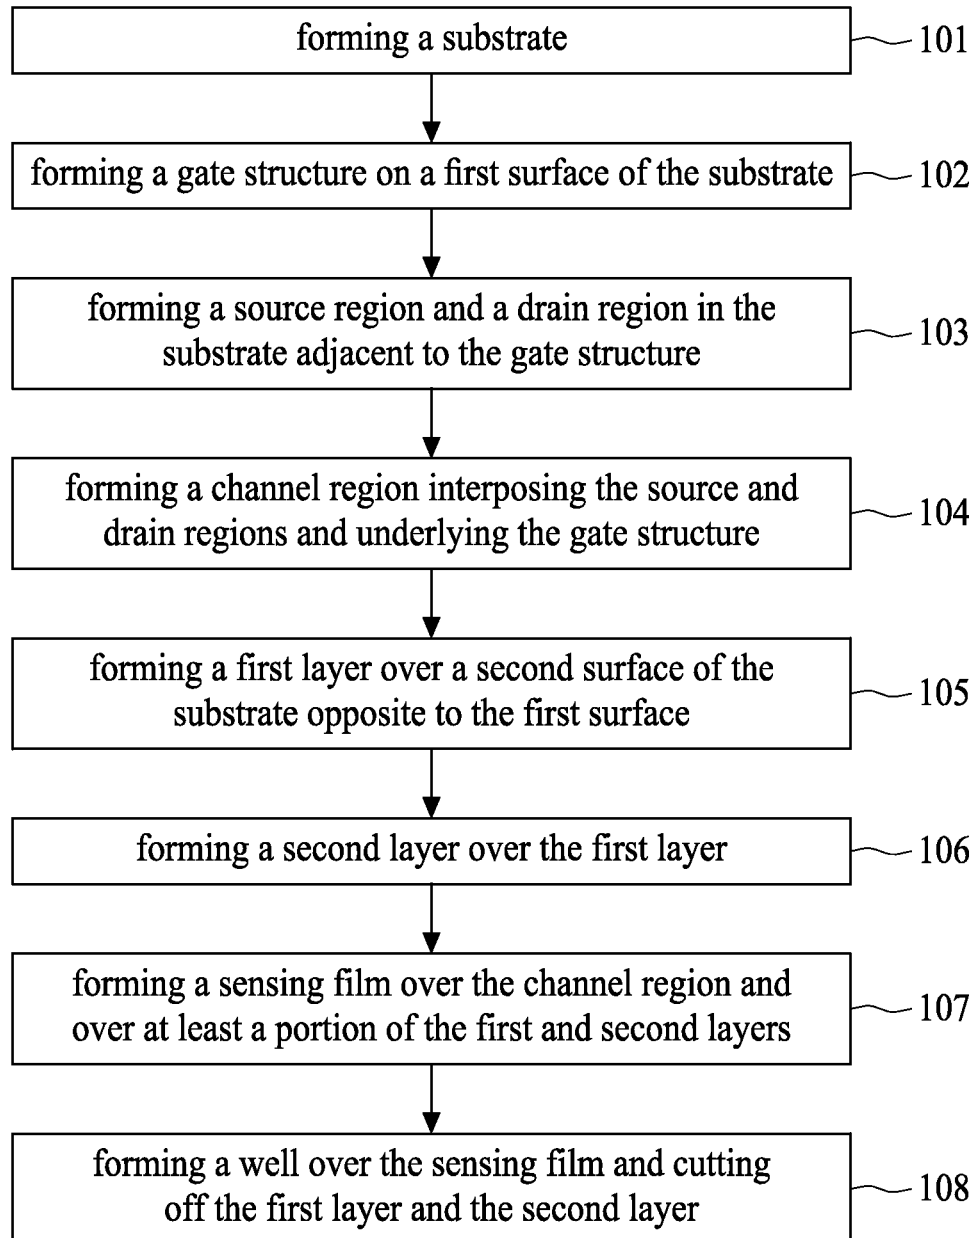 forming a substrate
101
forming a gate structure on a first surface of the substrate
102
forming a source region and a drain region in the
substrate adjacent to the gate structure
103
forming a channel region interposing the source and
drain regions and underlying the gate structure
104
forming a first layer over a second surface of the
substrate opposite to the first surface
105
forming a second layer over the first layer
106
forming a sensing film over the channel region and
over at least a portion of the first and second layers
107
forming a well over the sensing film and cutting
off the first layer and the second layer
108